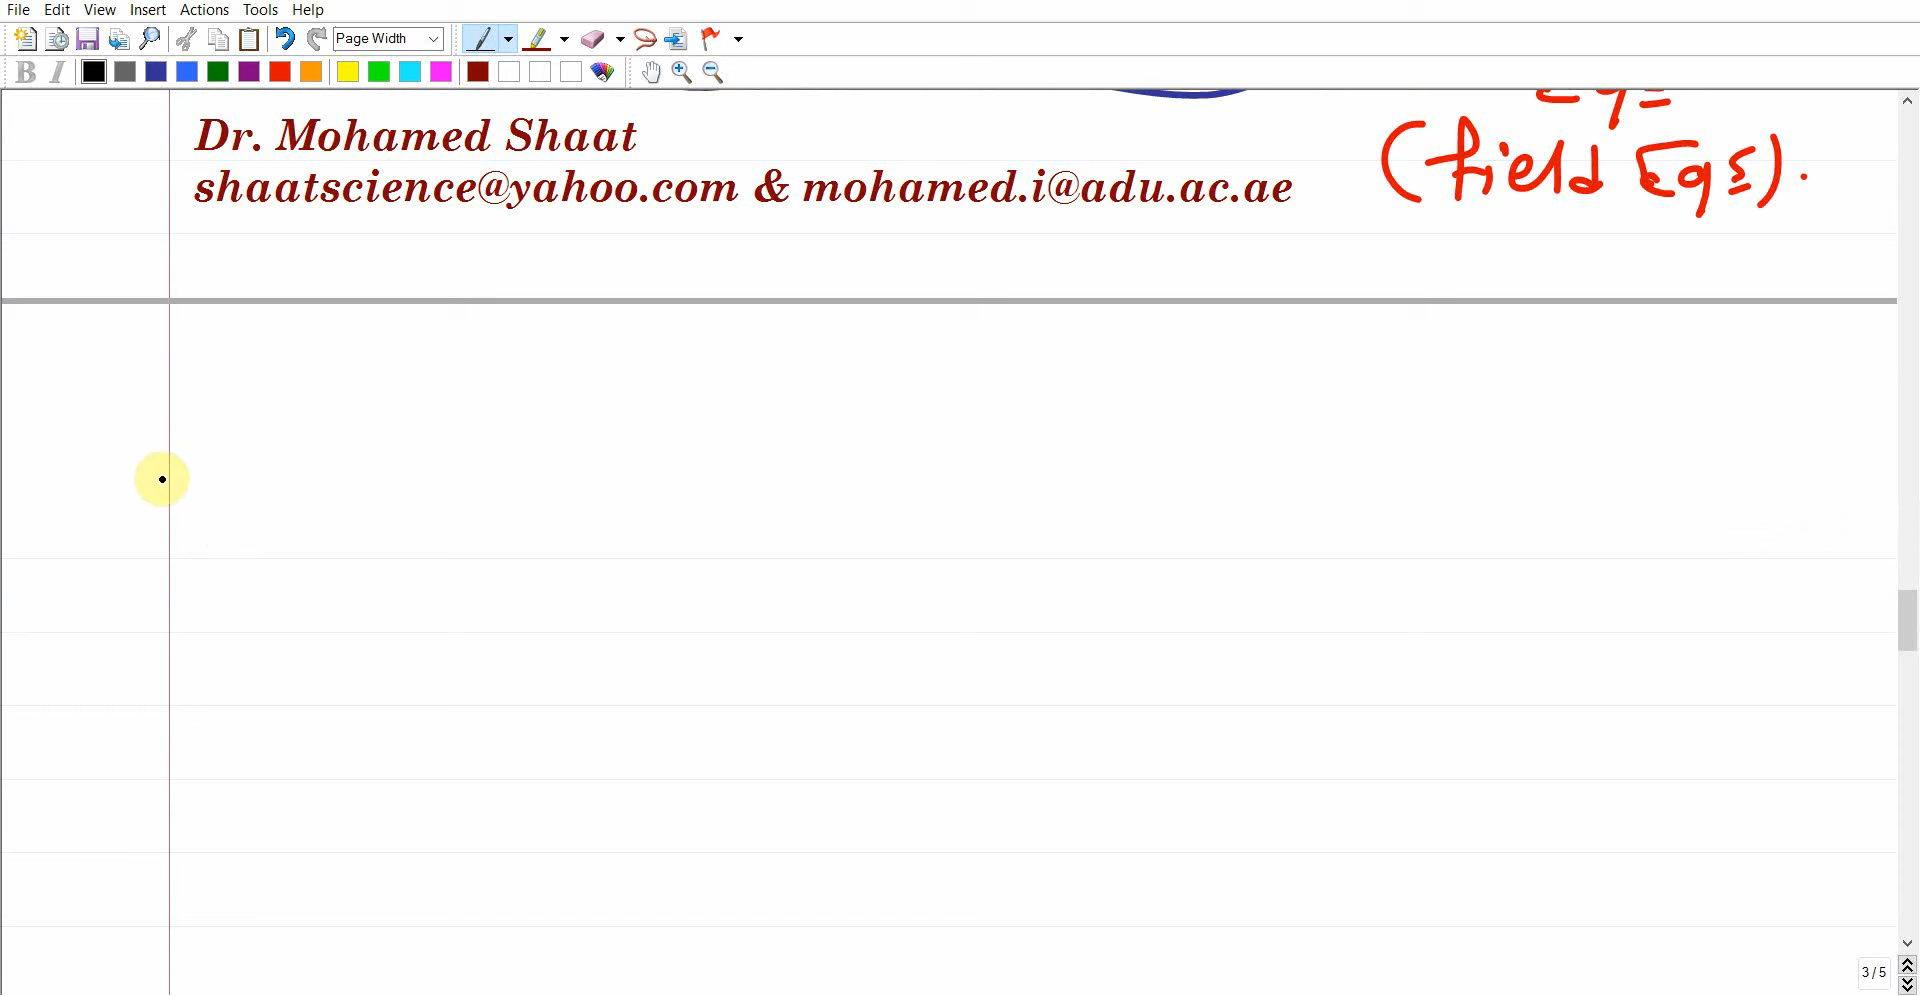 File Edit View Insert Actions Tools Help
Page Width
B I
Eqs
Dr. Mohamed Shaat
(field Eqs).
shaatscience@yahoo.com & mohamed.i@adu.ac.ae
3/5